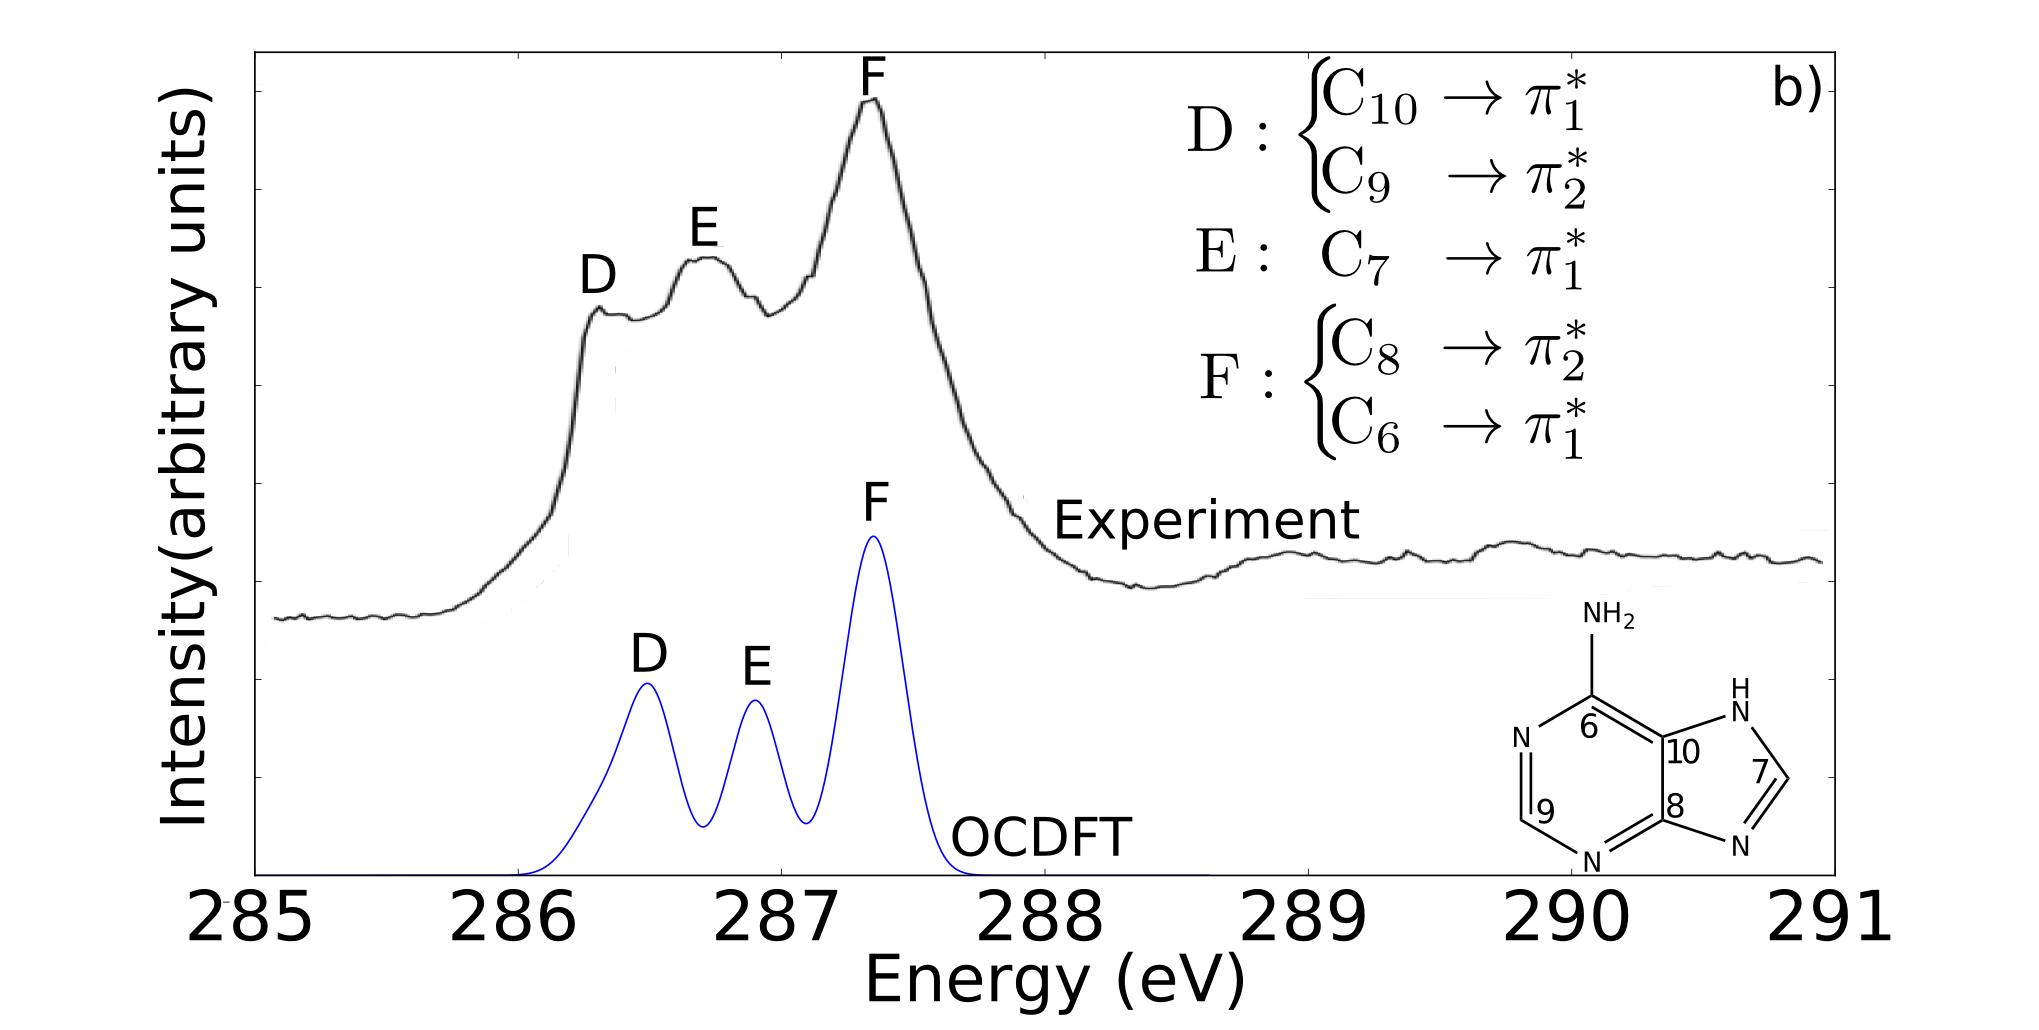 b)
F
E
D
D : { C₁₀ → π₁*
C₉ → π₂*
E : C₇ → π₁*
F : { C₈ → π₂*
C₆ → π₁*
Experiment
F
D
E
OCDFT
NH₂
H
N
N
6
10
7
9
8
N
N
285 286 287 288 289 290 291
Energy (eV)
Intensity(arbitrary units)